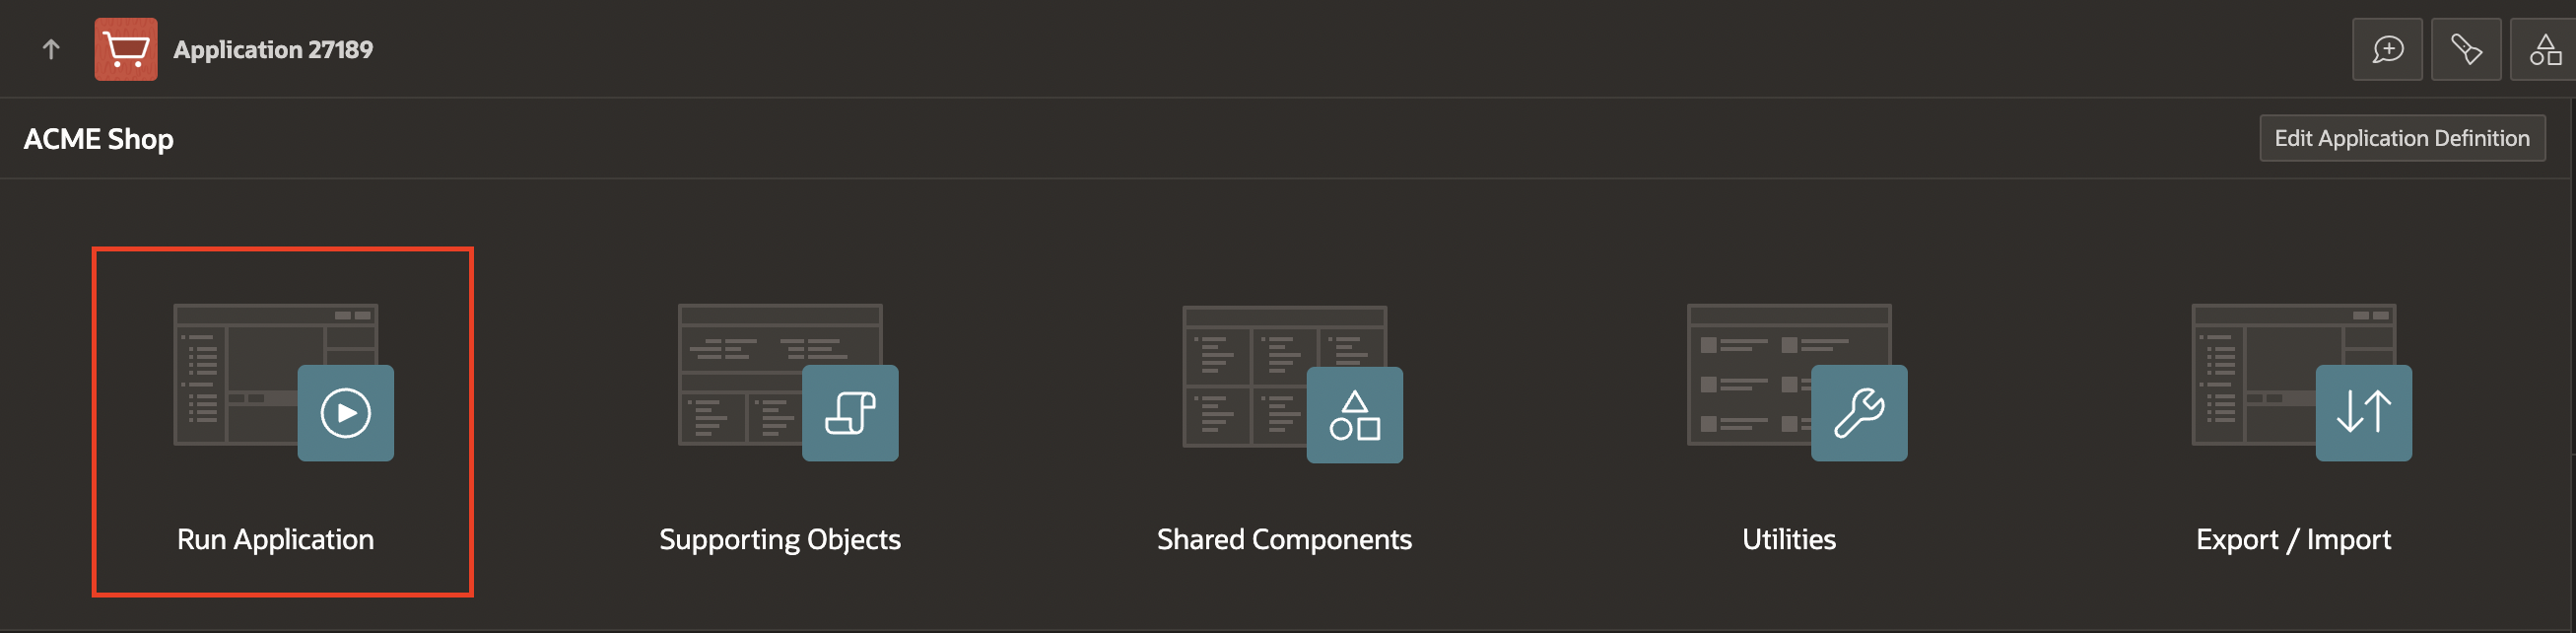 Application 27189
ACME Shop
Edit Application Definition
Run Application
Supporting Objects
Shared Components
Utilities
Export / Import